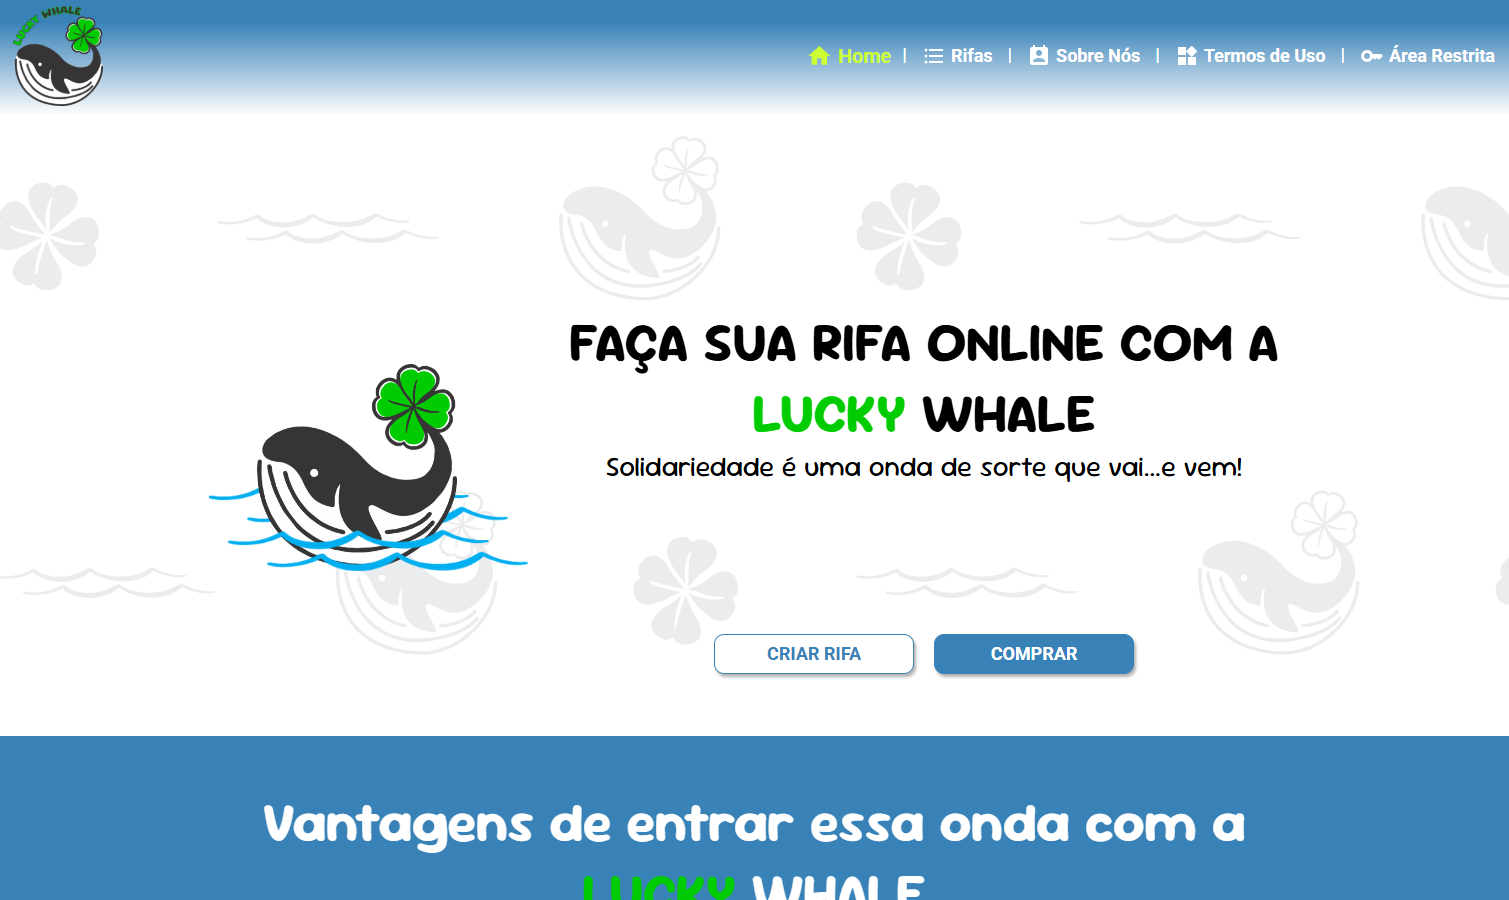 LUCKY WHALE
Home | Rifas | Sobre Nós | Termos de Uso | Área Restrita
FAÇA SUA RIFA ONLINE COM A
LUCKY WHALE
Solidariedade é uma onda de sorte que vai...e vem!
CRIAR RIFA COMPRAR
Vantagens de entrar essa onda com a
LUCKY WHALE